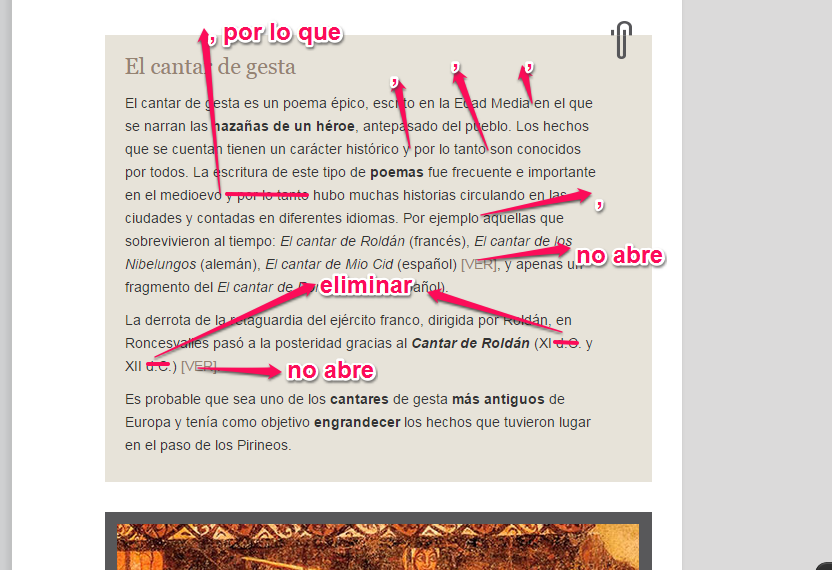 , por lo que
El cantar de gesta
, , ,
El cantar de gesta es un poema épico, escrito en la Edad Media en el que
se narran las hazañas de un héroe, antepasado del pueblo. Los hechos
que se cuentan tienen un carácter histórico y por lo tanto son conocidos
por todos. La escritura de este tipo de poemas fue frecuente e importante
en el medioevo y por lo tanto hubo muchas historias circulando en las
,
ciudades y contadas en diferentes idiomas. Por ejemplo aquellas que
sobrevivieron al tiempo: El cantar de Roldán (francés), El cantar de los
no abre
Nibelungos (alemán), El cantar de Mio Cid (español) [VER], y apenas un
eliminar
fragmento del El cantar de
La derrota de la retaguardia del ejército franco, dirigida por Roldán, en
Roncesvalles pasó a la posteridad gracias al Cantar de Roldán (XI d.C. y
XII d.C.) [VER]
no abre
Es probable que sea uno de los cantares de gesta más antiguos de
Europa y tenía como objetivo engrandecer los hechos que tuvieron lugar
en el paso de los Pirineos.